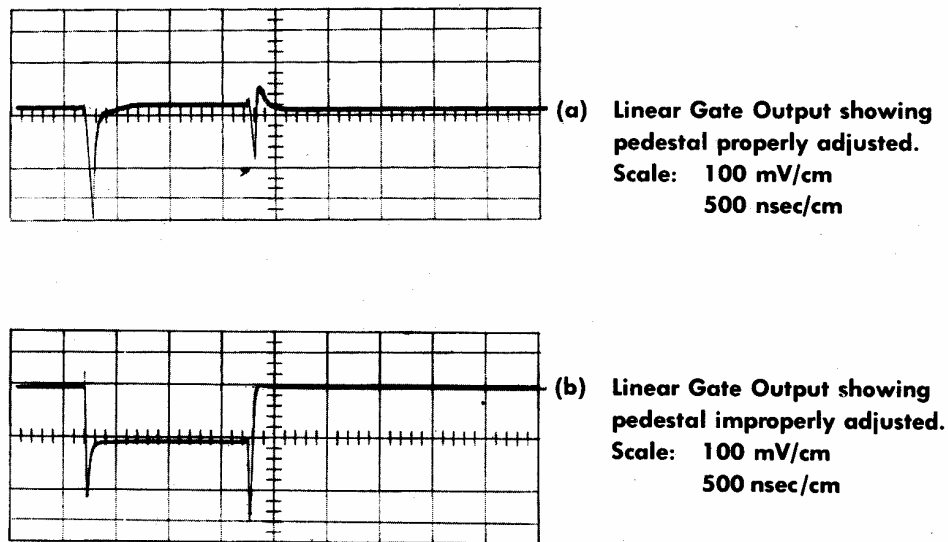 (a) Linear Gate Output showing
pedestal properly adjusted.
Scale: 100 mV/cm
500 nsec/cm
(b) Linear Gate Output showing
pedestal improperly adjusted.
Scale: 100 mV/cm
500 nsec/cm